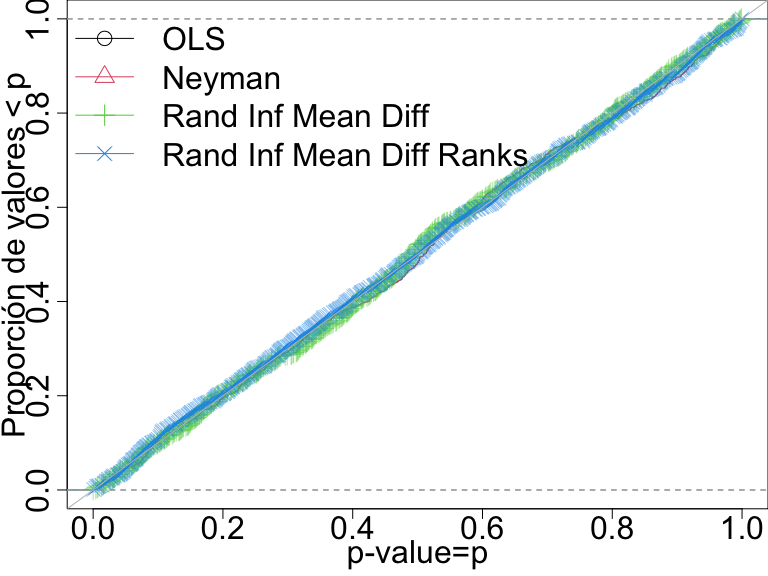 OLS
Neyman
Rand Inf Mean Diff
Rand Inf Mean Diff Ranks
Proporción de valores < p
1.0
0.8
0.6
0.4
0.2
0.0
0.0 0.2 0.4 0.6 0.8 1.0
p-value=p